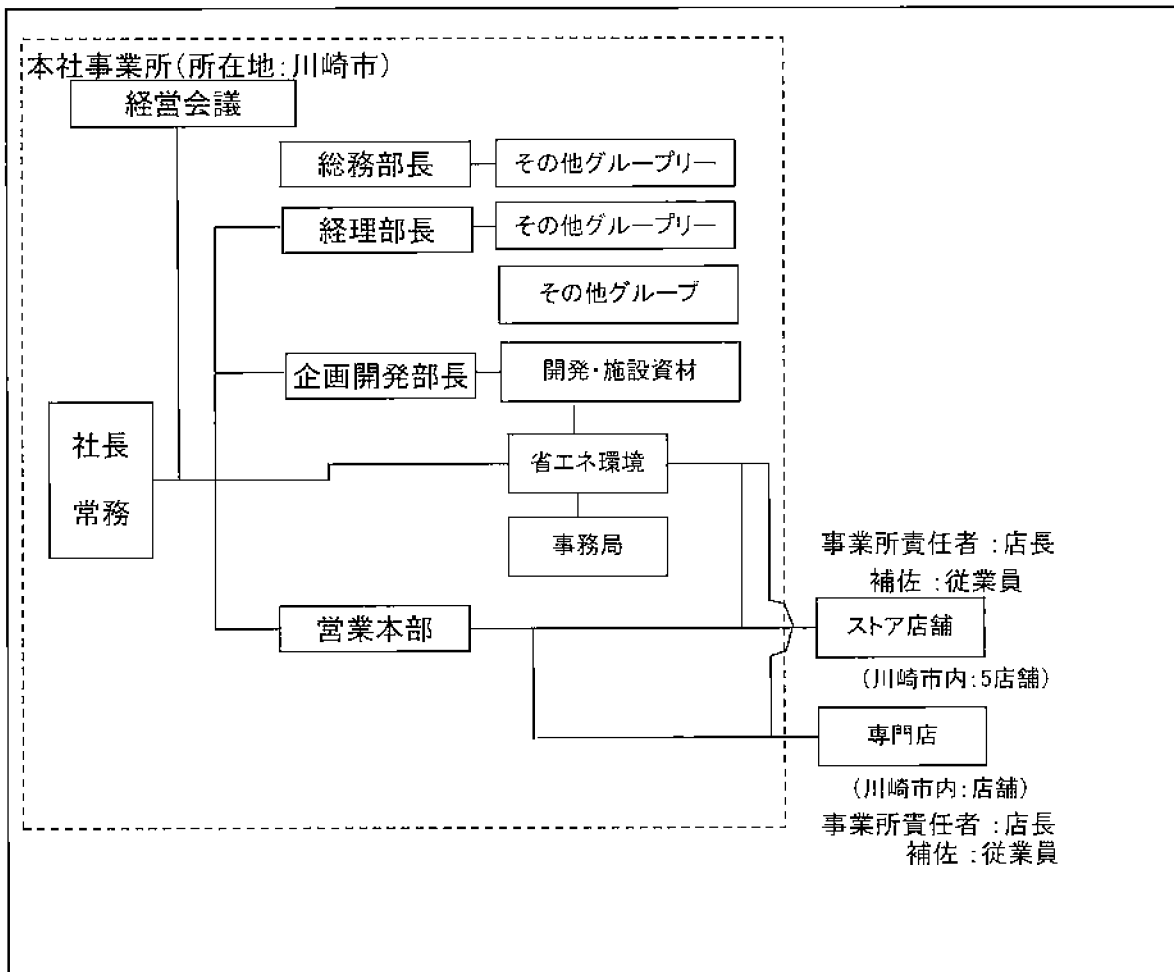 本社事業所(所在地:川崎市)
経営会議
総務部長
その他グループリー
経理部長
その他グループリー
その他グループ
企画開発部長
開発・施設資材
社長
常務
省エネ環境
事務局
営業本部
事業所責任者:店長
補佐:従業員
ストア店舗
(川崎市内:5店舗)
専門店
(川崎市内:店舗)
事業所責任者:店長
補佐:従業員